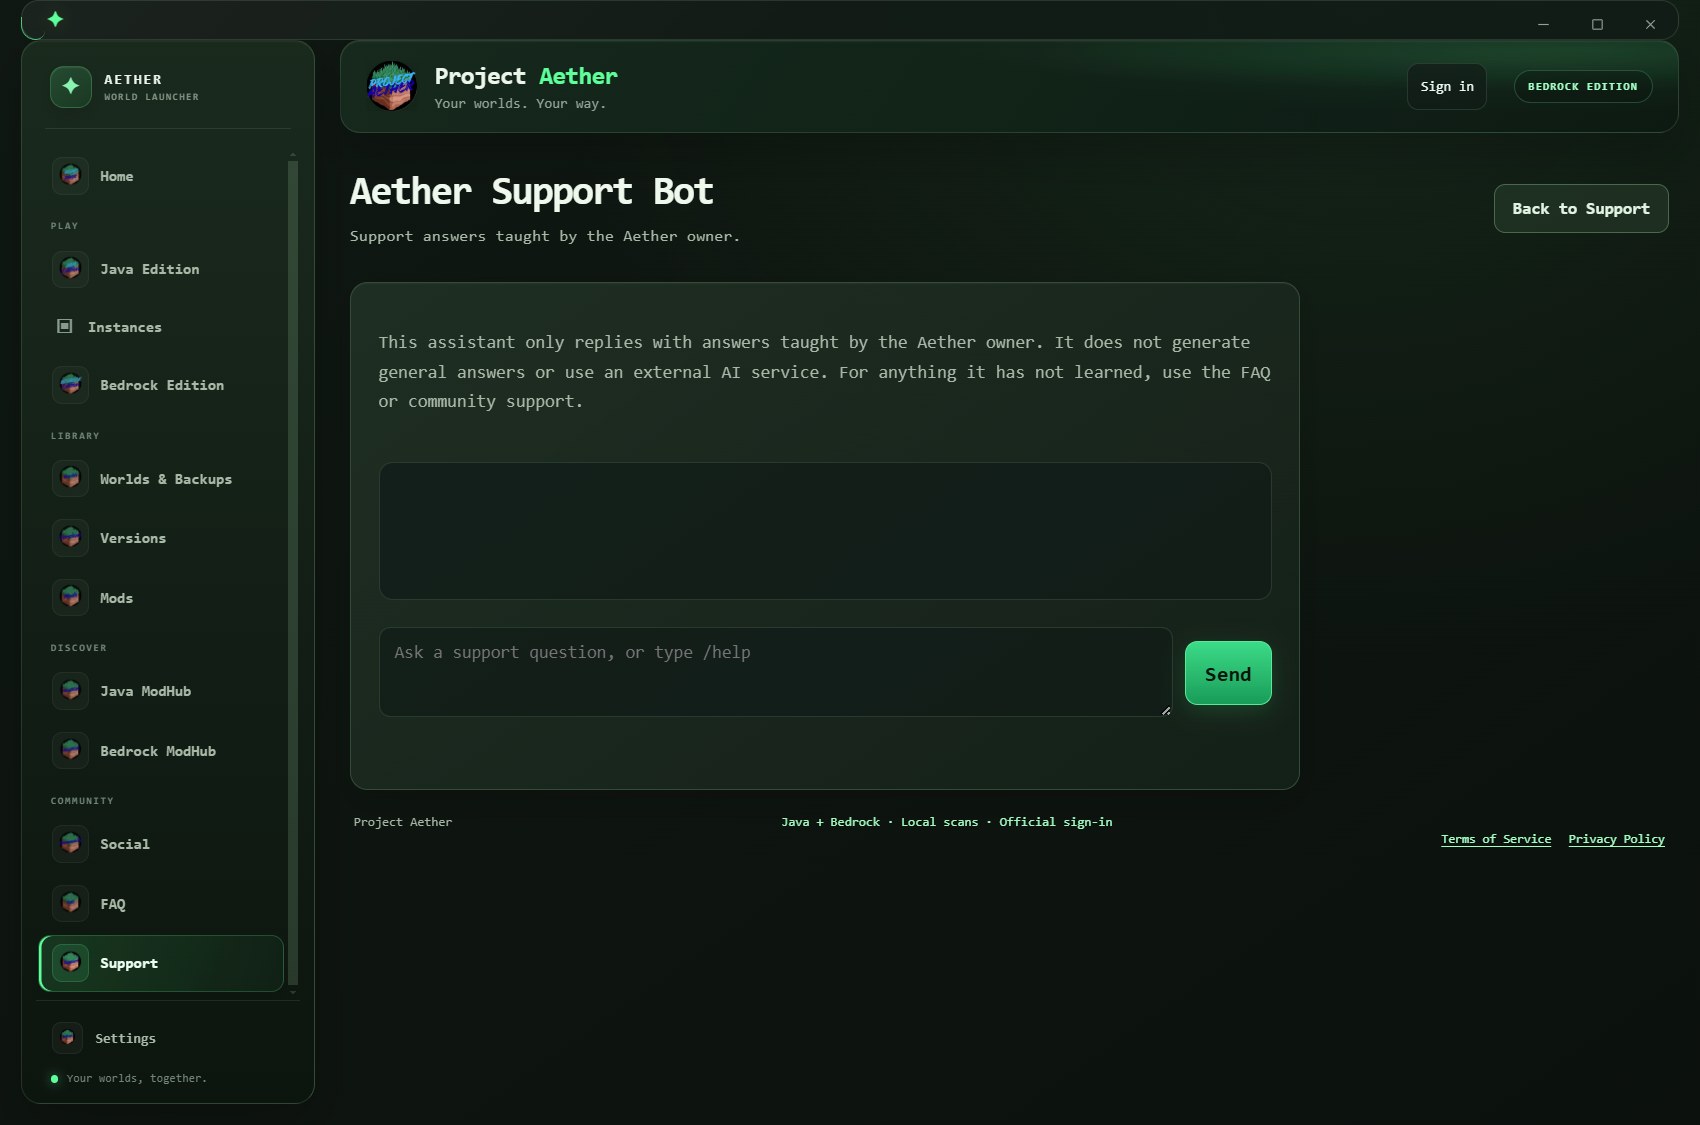 AETHER
WORLD LAUNCHER
Home
PLAY
Java Edition
Instances
Bedrock Edition
LIBRARY
Worlds & Backups
Versions
Mods
DISCOVER
Java ModHub
Bedrock ModHub
COMMUNITY
Social
FAQ
Support
Settings
Your worlds, together.
PROJECT
AETHER
Project Aether
Your worlds. Your way.
Sign in
BEDROCK EDITION
Aether Support Bot
Support answers taught by the Aether owner.
Back to Support
This assistant only replies with answers taught by the Aether owner. It does not generate
general answers or use an external AI service. For anything it has not learned, use the FAQ
or community support.
Ask a support question, or type /help
Send
Project Aether
Java + Bedrock · Local scans · Official sign-in
Terms of Service
Privacy Policy